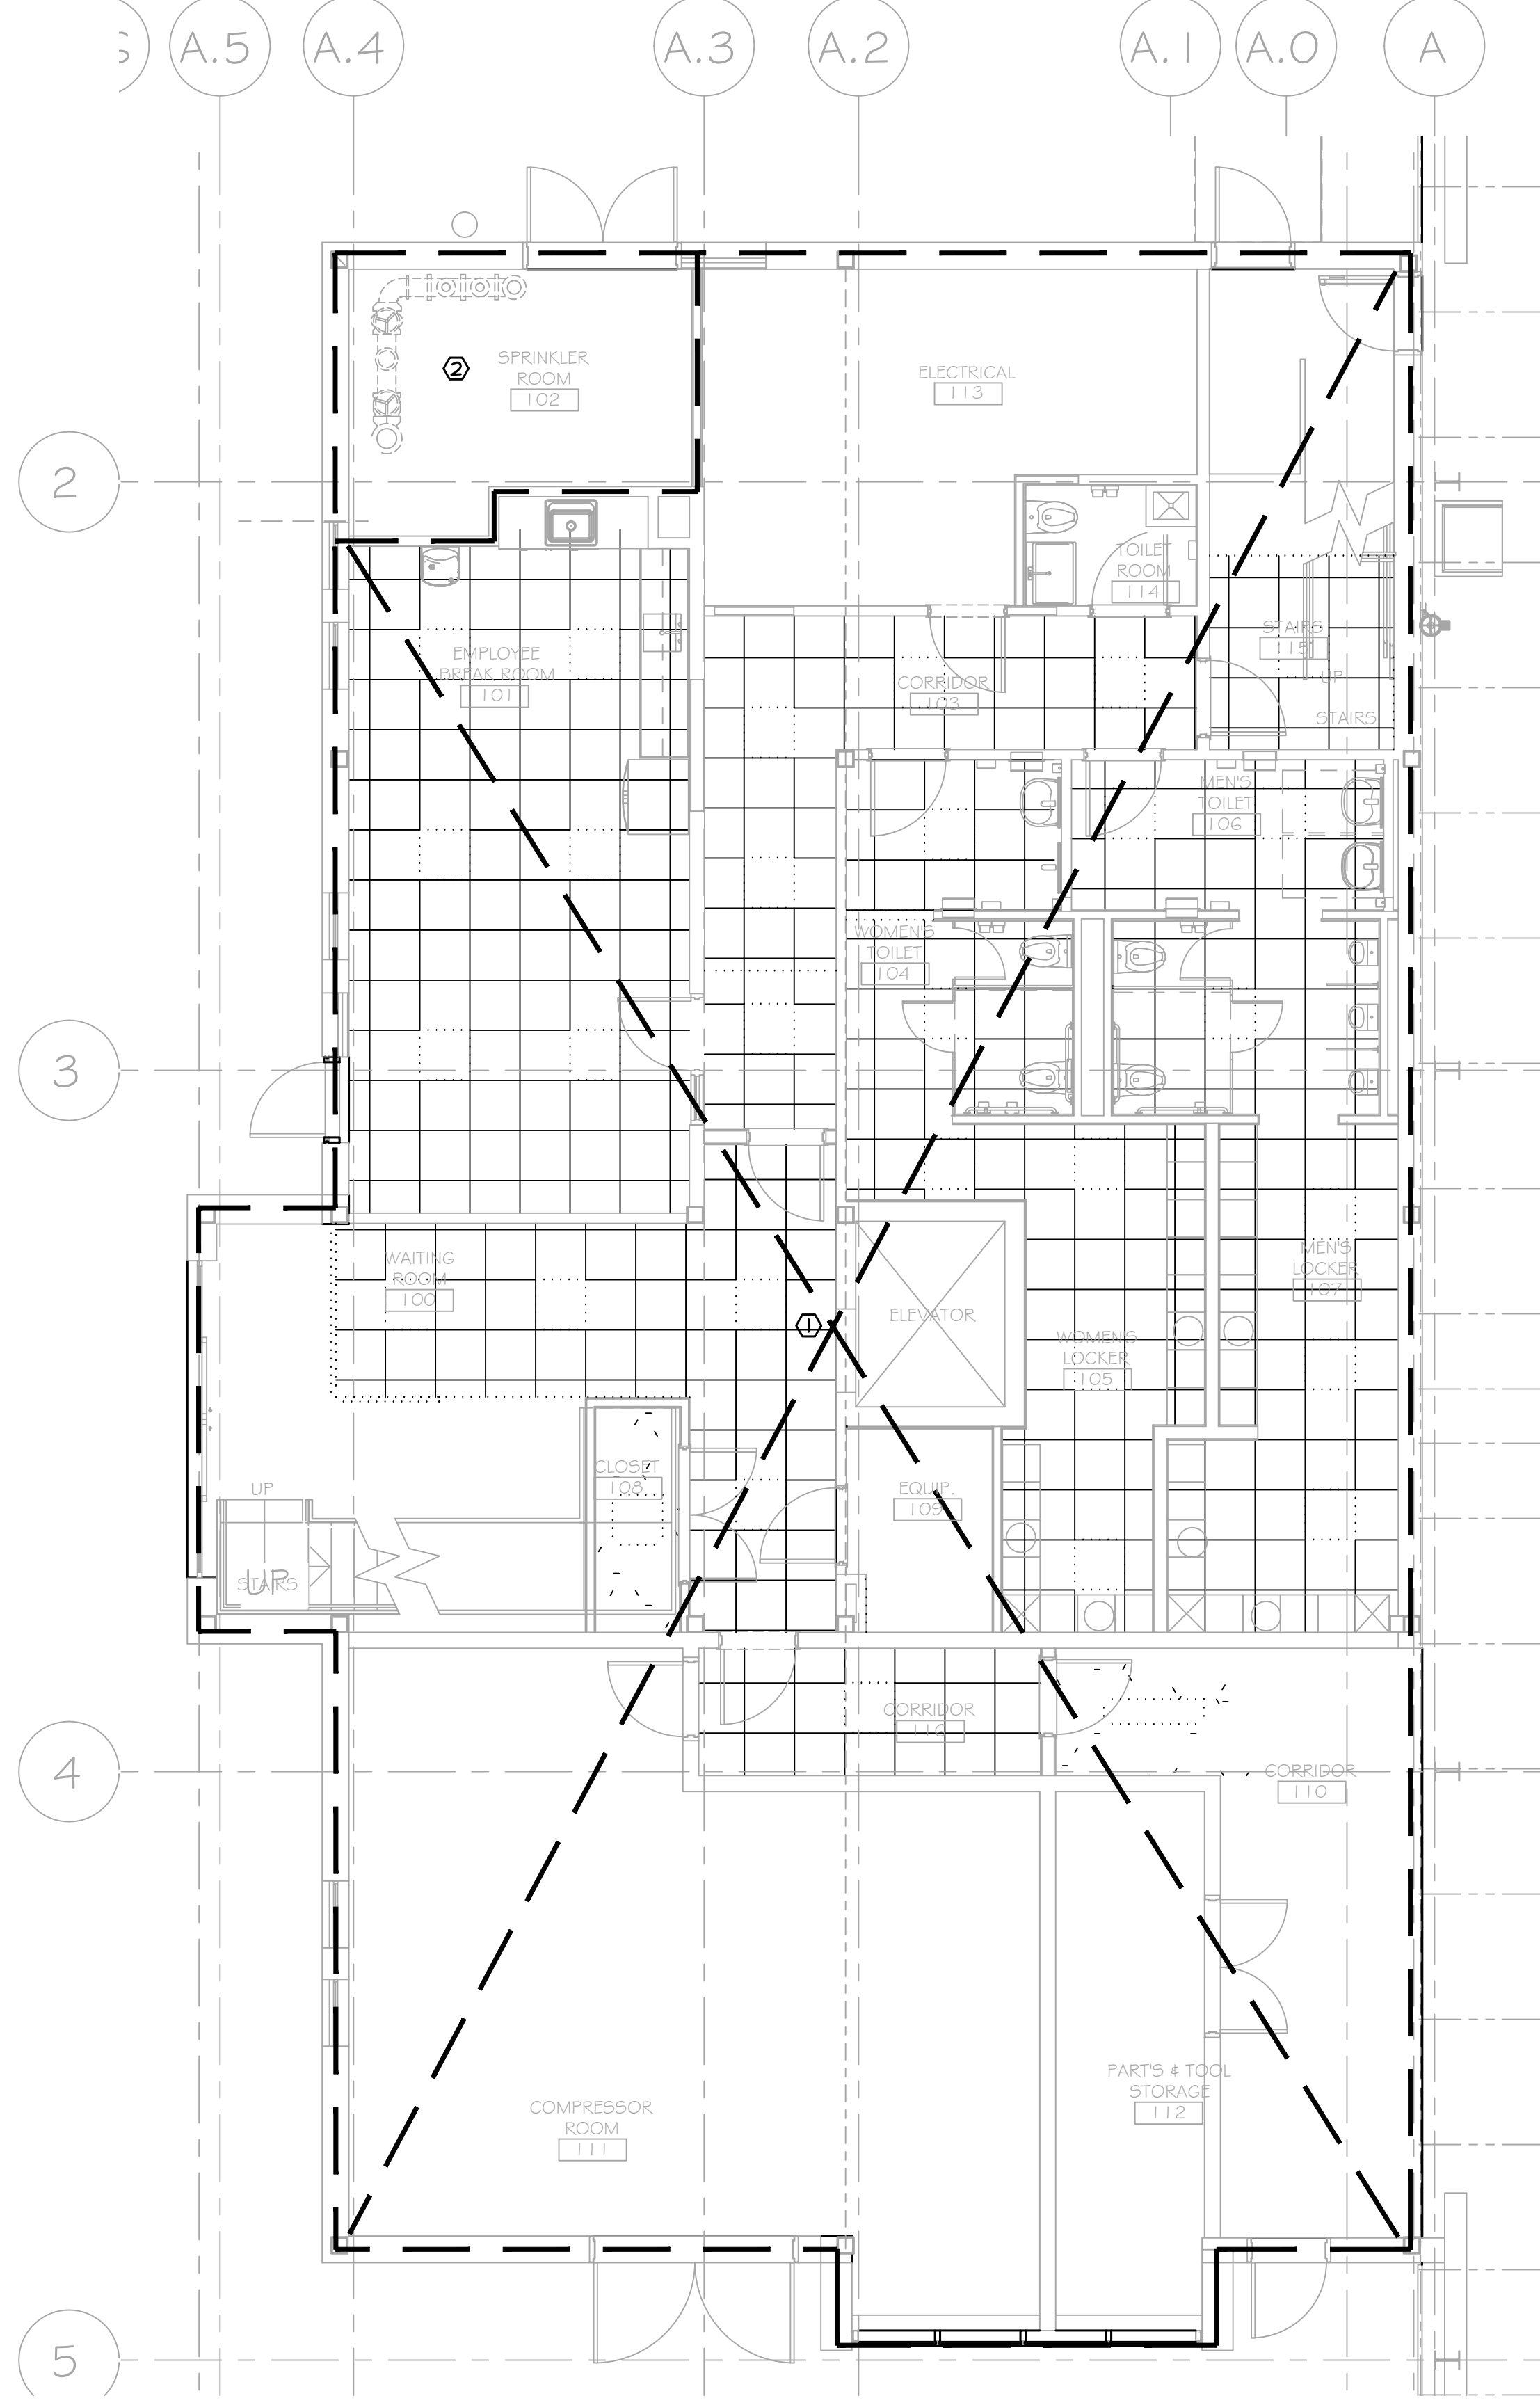 A.5
A.4
A.3
A.2
A.1
A.0
A
2
SPRINKLER
ROOM
102
ELECTRICAL
113
2
TOILET
ROOM
114
STAIRS
115
UP
STAIRS
EMPLOYEE
BREAK ROOM
101
CORRIDOR
103
MEN'S
TOILET
106
WOMEN'S
TOILET
104
3
WAITING
ROOM
100
MEN'S
LOCKER
107
1
ELEVATOR
WOMEN'S
LOCKER
105
CLOSET
108
UP
EQUIP.
109
UP
STAIRS
CORRIDOR
4
CORRIDOR
110
PART'S & TOOL
STORAGE
112
COMPRESSOR
ROOM
111
5